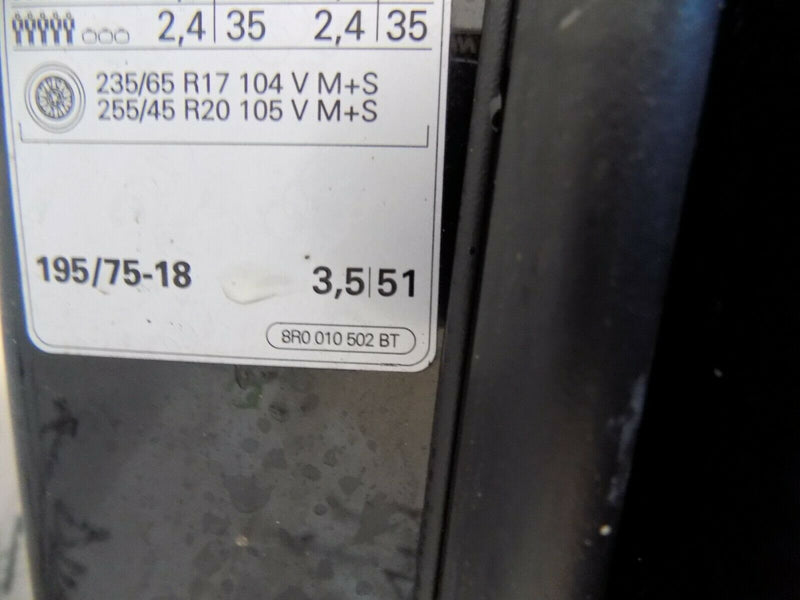 2,4 35 2,4 35
235/65 R17 104 V M+S
255/45 R20 105 V M+S
195/75-18 3,5 51
8R0 010 502 BT